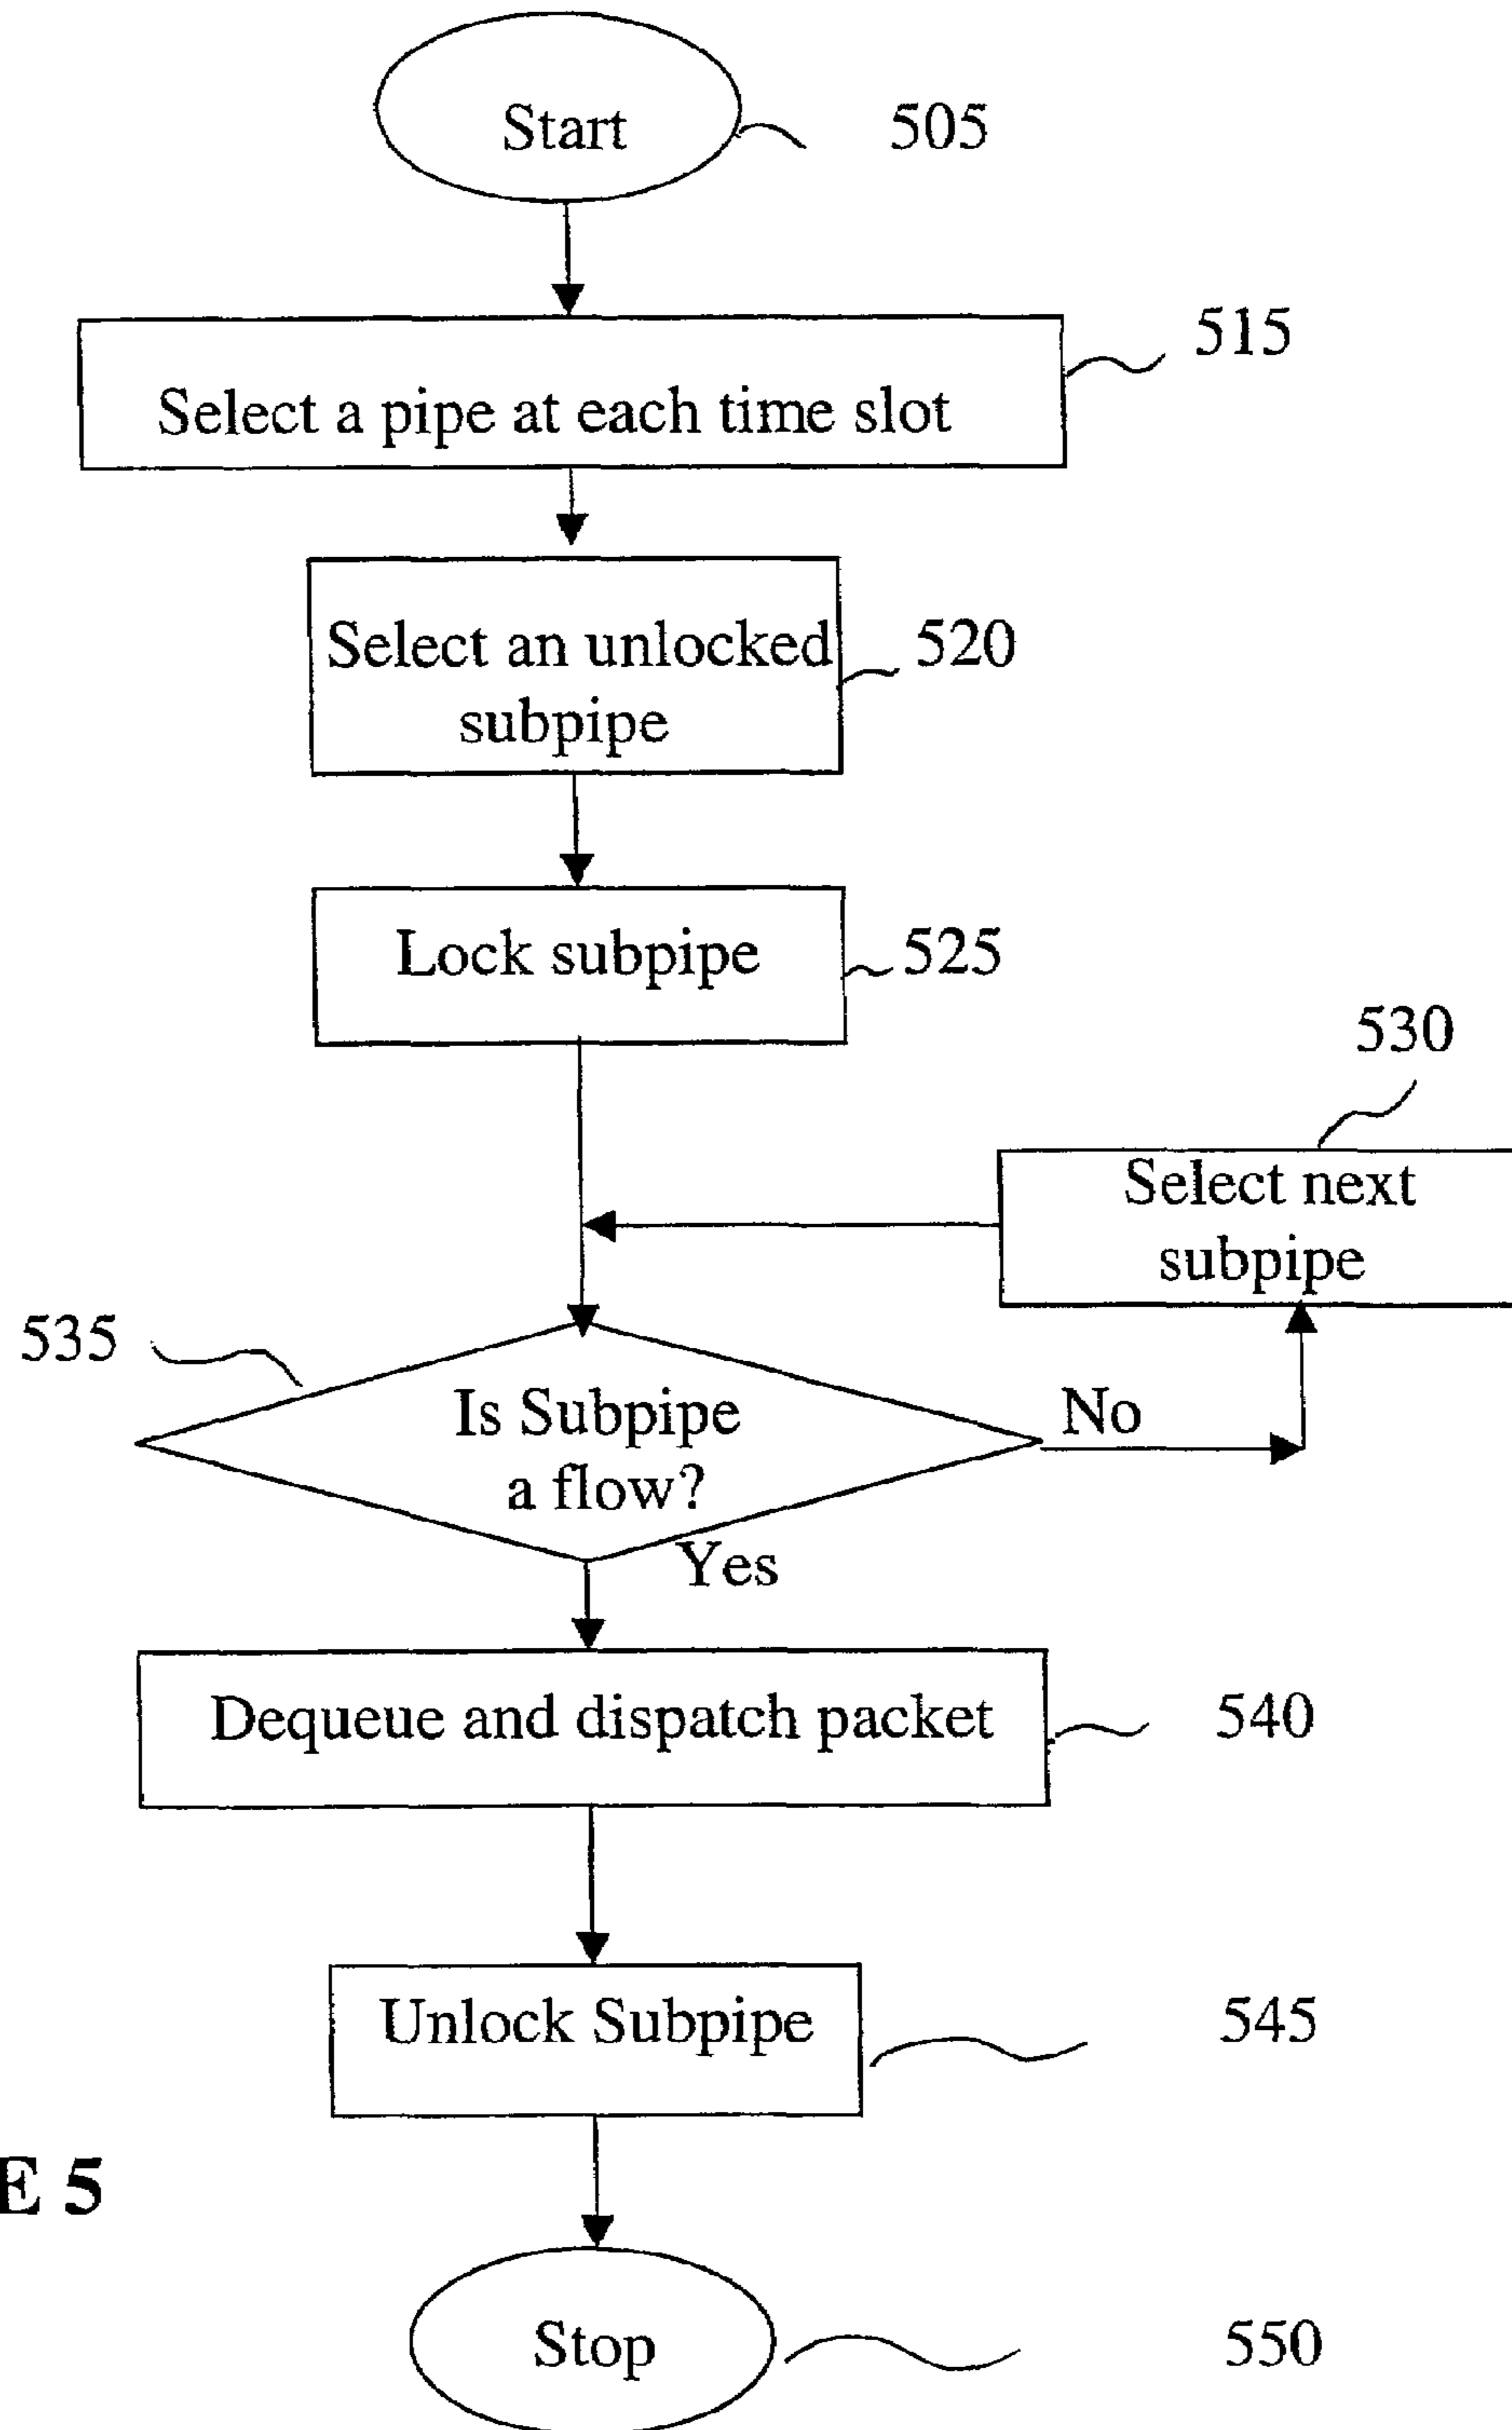 Start
505
515
Select a pipe at each time slot
Select an unlocked
subpipe
520
Lock subpipe
525
530
Select next
subpipe
535
Is Subpipe
a flow?
No
Yes
Dequeue and dispatch packet
540
Unlock Subpipe
545
E 5
Stop
550